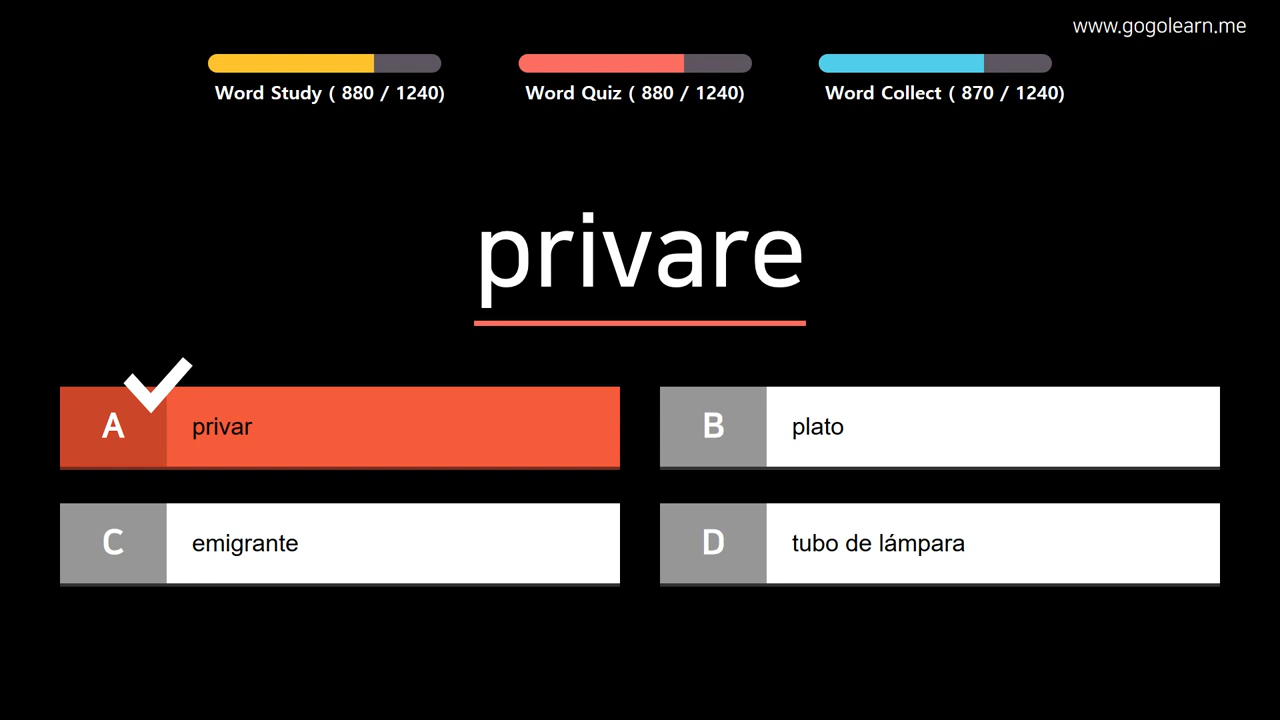 www.gogolearn.me
Word Study ( 880 / 1240)
Word Quiz ( 880 / 1240)
Word Collect ( 870 / 1240)
privare
A privar
B plato
C emigrante
D tubo de lámpara